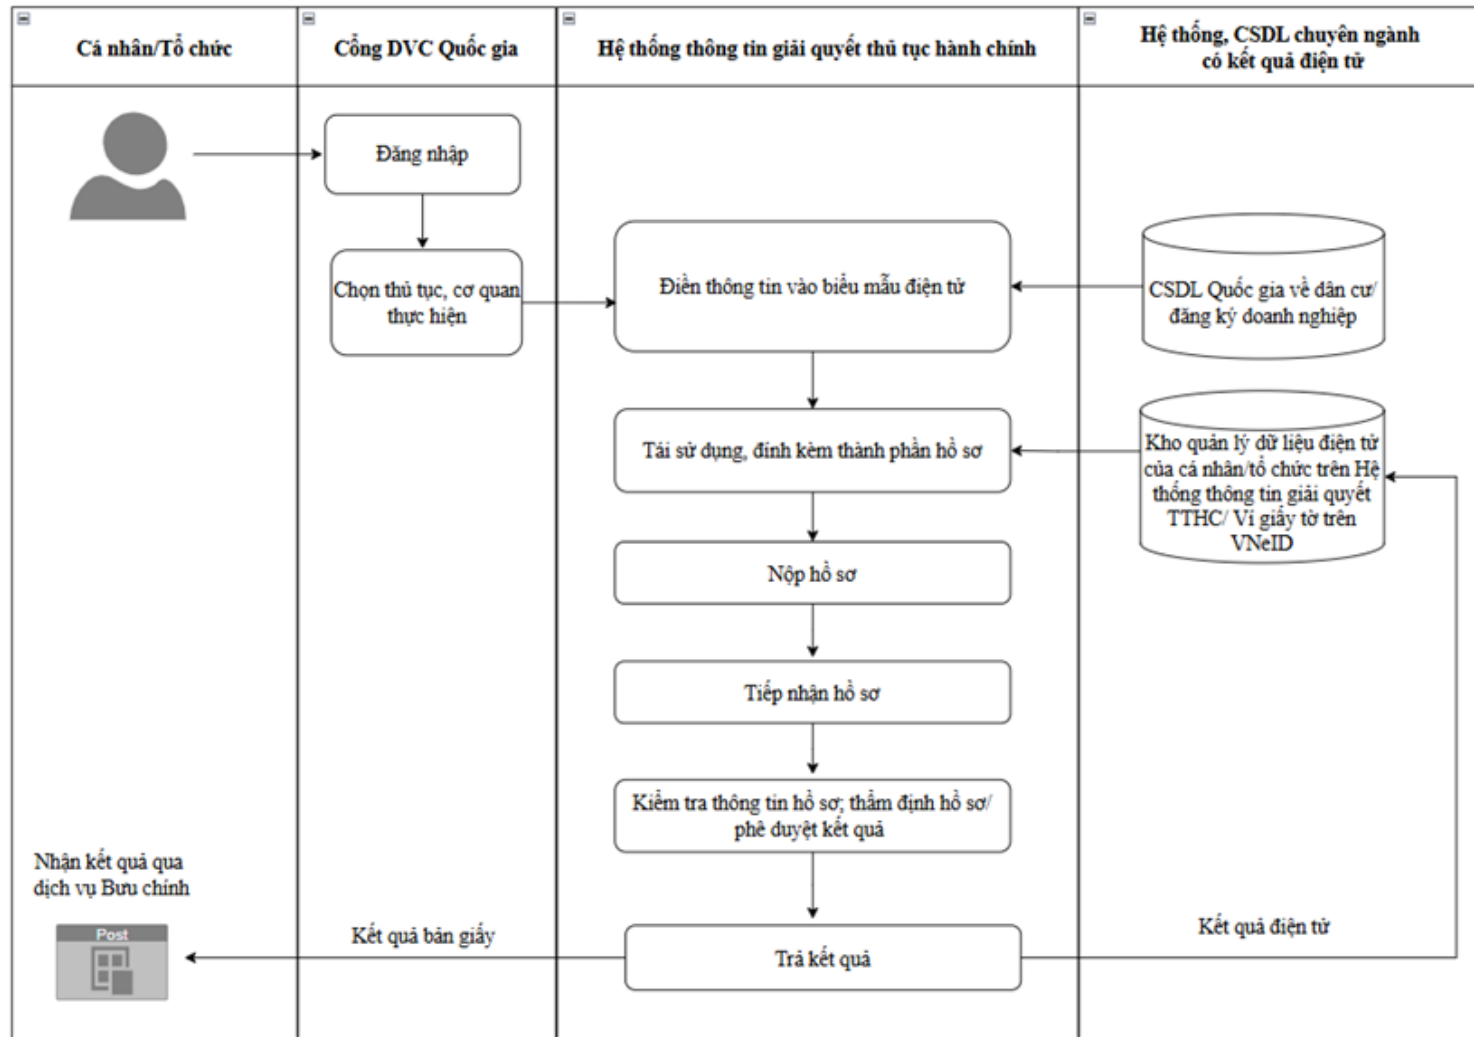 Cá nhân/Tổ chức
Cổng DVC Quốc gia
Hệ thống thông tin giải quyết thủ tục hành chính
Hệ thống, CSDL chuyên ngành
có kết quả điện tử
Đăng nhập
Chọn thủ tục, cơ quan
thực hiện
Điền thông tin vào biểu mẫu điện tử
CSDL Quốc gia về dân cư/
đăng ký doanh nghiệp
Tái sử dụng, đính kèm thành phần hồ sơ
Kho quản lý dữ liệu điện tử
của cá nhân/tổ chức trên Hệ
thống thông tin giải quyết
TTHC/ Ví giấy tờ trên
VNeID
Nộp hồ sơ
Tiếp nhận hồ sơ
Kiểm tra thông tin hồ sơ; thẩm định hồ sơ/
phê duyệt kết quả
Nhận kết quả qua
dịch vụ Bưu chính
Post
Kết quả bản giấy
Trả kết quả
Kết quả điện tử